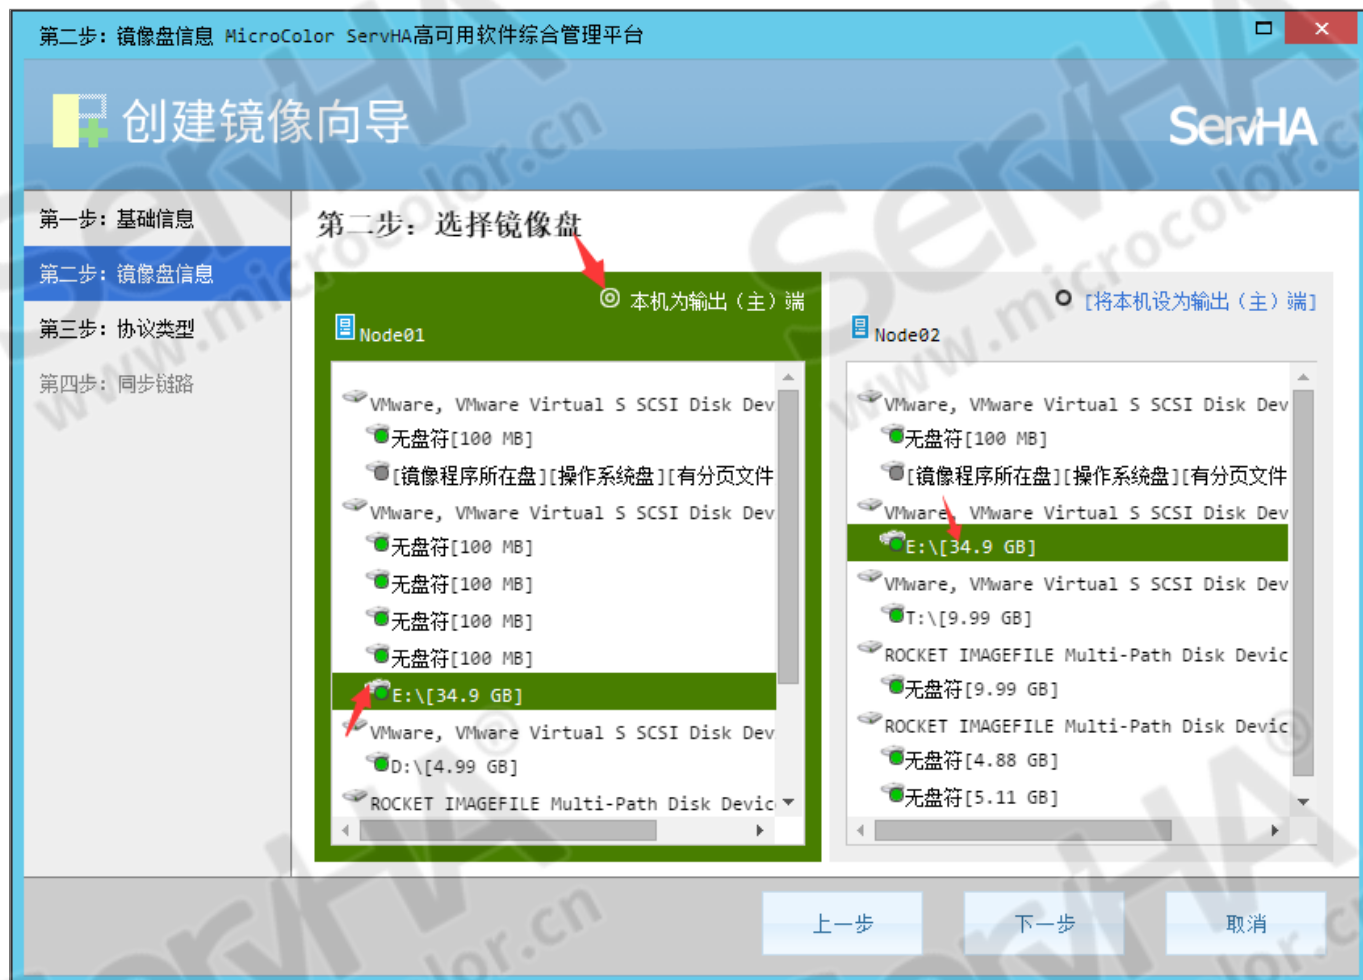 第二步: 镜像盘信息 MicroColor ServHA高可用软件综合管理平台
创建镜像向导
ServHA
第一步: 基础信息
第二步: 镜像盘信息
第三步: 协议类型
第四步: 同步链路
第二步: 选择镜像盘
本机为输出（主）端
Node01
VMware, VMware Virtual S SCSI Disk Dev
无盘符[100 MB]
[镜像程序所在盘][操作系统盘][有分页文件
VMware, VMware Virtual S SCSI Disk Dev
无盘符[100 MB]
无盘符[100 MB]
无盘符[100 MB]
无盘符[100 MB]
E:\[34.9 GB]
VMware, VMware Virtual S SCSI Disk Dev
D:\[4.99 GB]
ROCKET IMAGEFILE Multi-Path Disk Devic
[将本机设为输出（主）端]
Node02
VMware, VMware Virtual S SCSI Disk Dev
无盘符[100 MB]
[镜像程序所在盘][操作系统盘][有分页文件
VMware, VMware Virtual S SCSI Disk Dev
E:\[34.9 GB]
VMware, VMware Virtual S SCSI Disk Dev
T:\[9.99 GB]
ROCKET IMAGEFILE Multi-Path Disk Devic
无盘符[9.99 GB]
ROCKET IMAGEFILE Multi-Path Disk Devic
无盘符[4.88 GB]
无盘符[5.11 GB]
上一步
下一步
取消
ServHA®
www.microcolor.cn